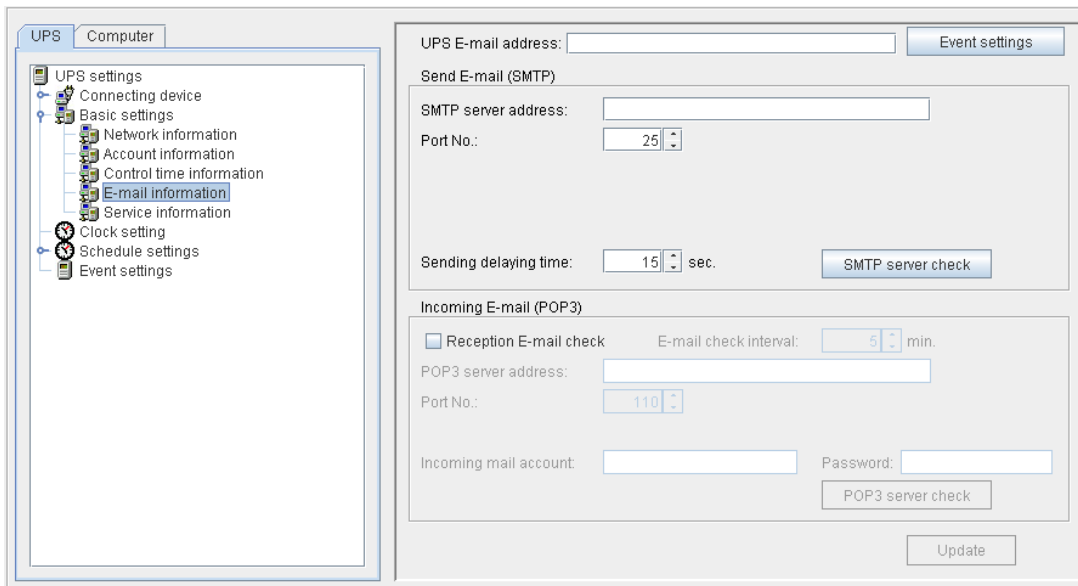 UPS
Computer
UPS settings
Connecting device
Basic settings
Network information
Account information
Control time information
E-mail information
Service information
Clock setting
Schedule settings
Event settings
UPS E-mail address:
Event settings
Send E-mail (SMTP)
SMTP server address:
Port No.: 25
Sending delaying time: 15 sec.
SMTP server check
Incoming E-mail (POP3)
Reception E-mail check
E-mail check interval: 5 min.
POP3 server address:
Port No.: 110
Incoming mail account:
Password:
POP3 server check
Update